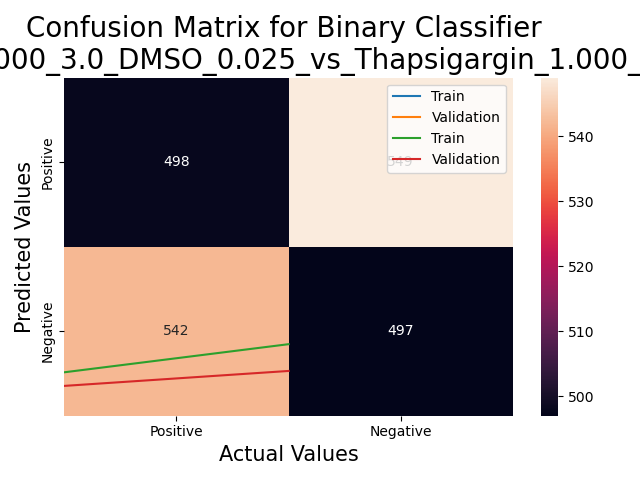 Confusion Matrix for Binary Classifier
000_3.0_DMSO_0.025_vs_Thapsigargin_1.000_
Train
Validation
Train
Validation
Predicted Values
Positive
Negative
498
549
542
497
Positive
Negative
Actual Values
540
530
520
510
500